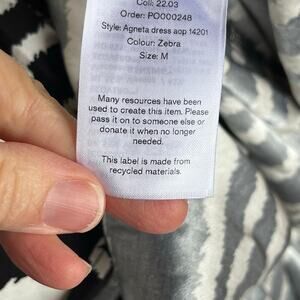 Coll: 22.03
Order: PO000248
Style: Agneta dress aop 14201
Colour: Zebra
Size: M
Many resources have been
used to create this item. Please
pass it on to someone else or
donate it when no longer
needed.
This label is made from
recycled materials.